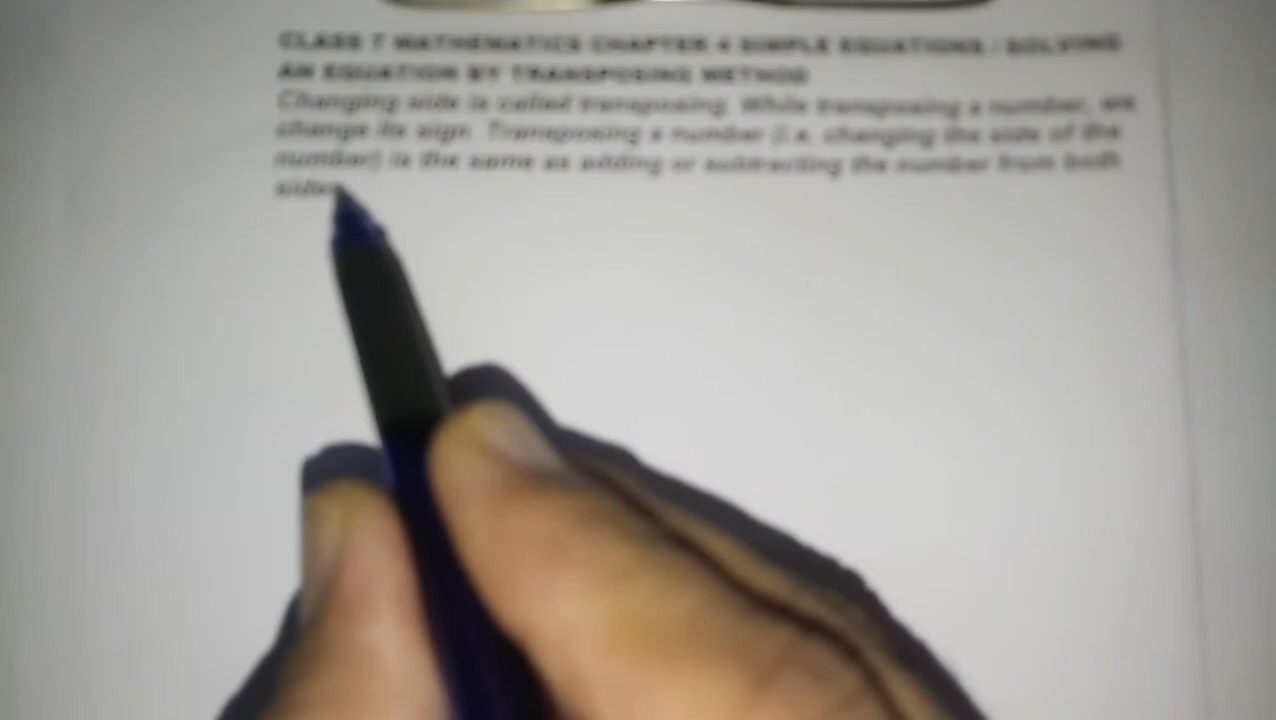 CLASS 7 MATHEMATICS CHAPTER 4 SIMPLE EQUATIONS : SOLVING
AN EQUATION BY TRANSPOSING METHOD
Changing side is called transposing. While transposing a number, we
change its sign. Transposing a number (i.e. changing the side of the
number) is the same as adding or subtracting the number from both
sides